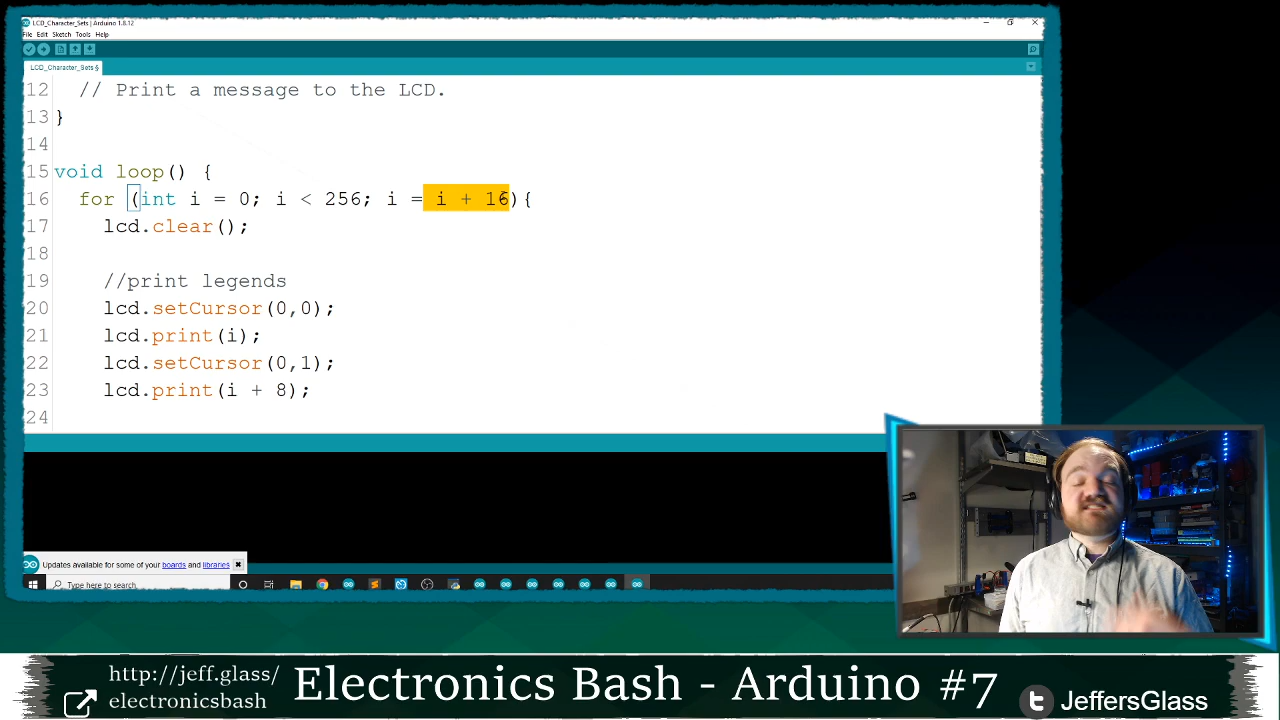 LCD_Character_Sets | Arduino 1.8.12
File Edit Sketch Tools Help
LCD_Character_Sets §
12 // Print a message to the LCD.
13 }
14
15 void loop() {
16 for (int i = 0; i < 256; i = i + 16){
17 lcd.clear();
18
19 //print legends
20 lcd.setCursor(0,0);
21 lcd.print(i);
22 lcd.setCursor(0,1);
23 lcd.print(i + 8);
24
Updates available for some of your boards and libraries
Type here to search
http://jeff.glass/
electronicsbash
Electronics Bash - Arduino #7
JeffersGlass